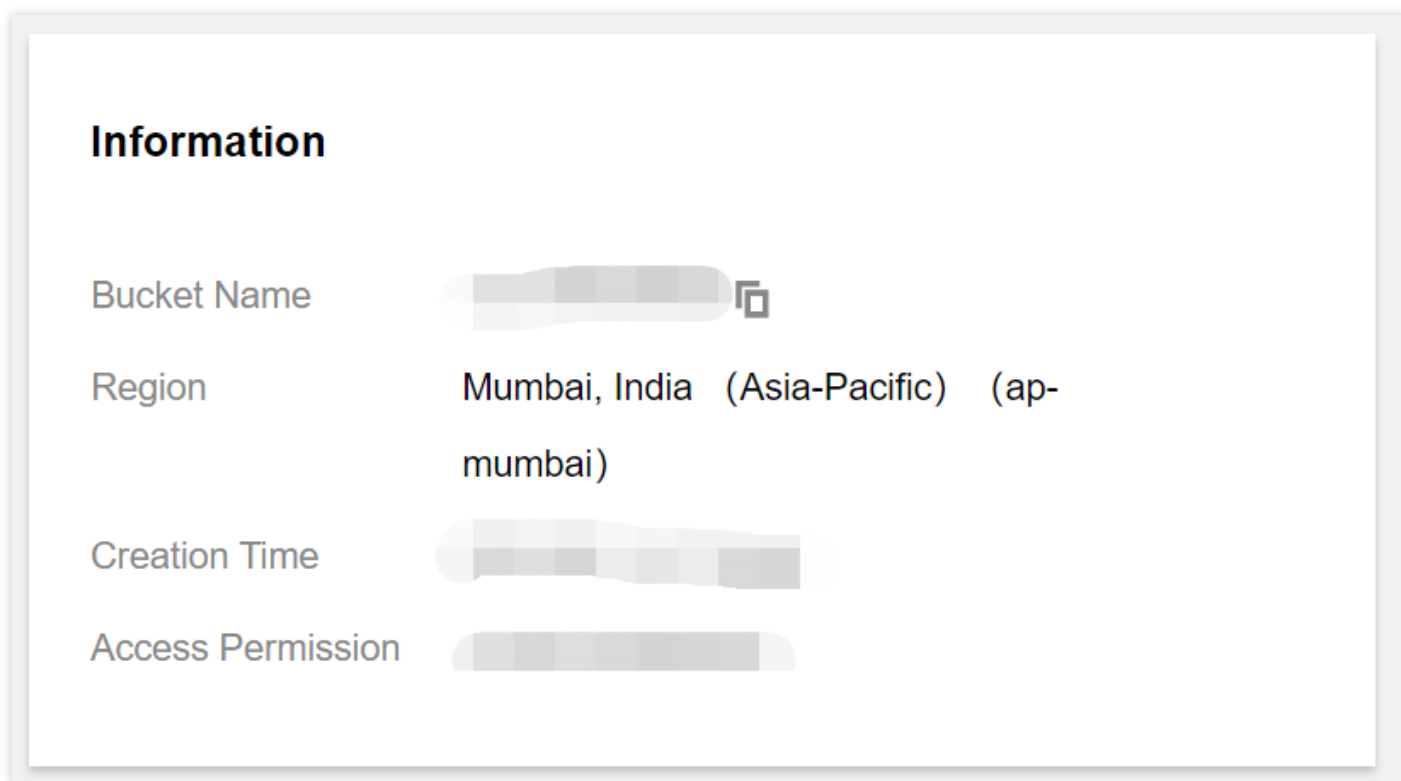 Information
Bucket Name
Region Mumbai, India （Asia-Pacific） （ap-
mumbai）
Creation Time
Access Permission